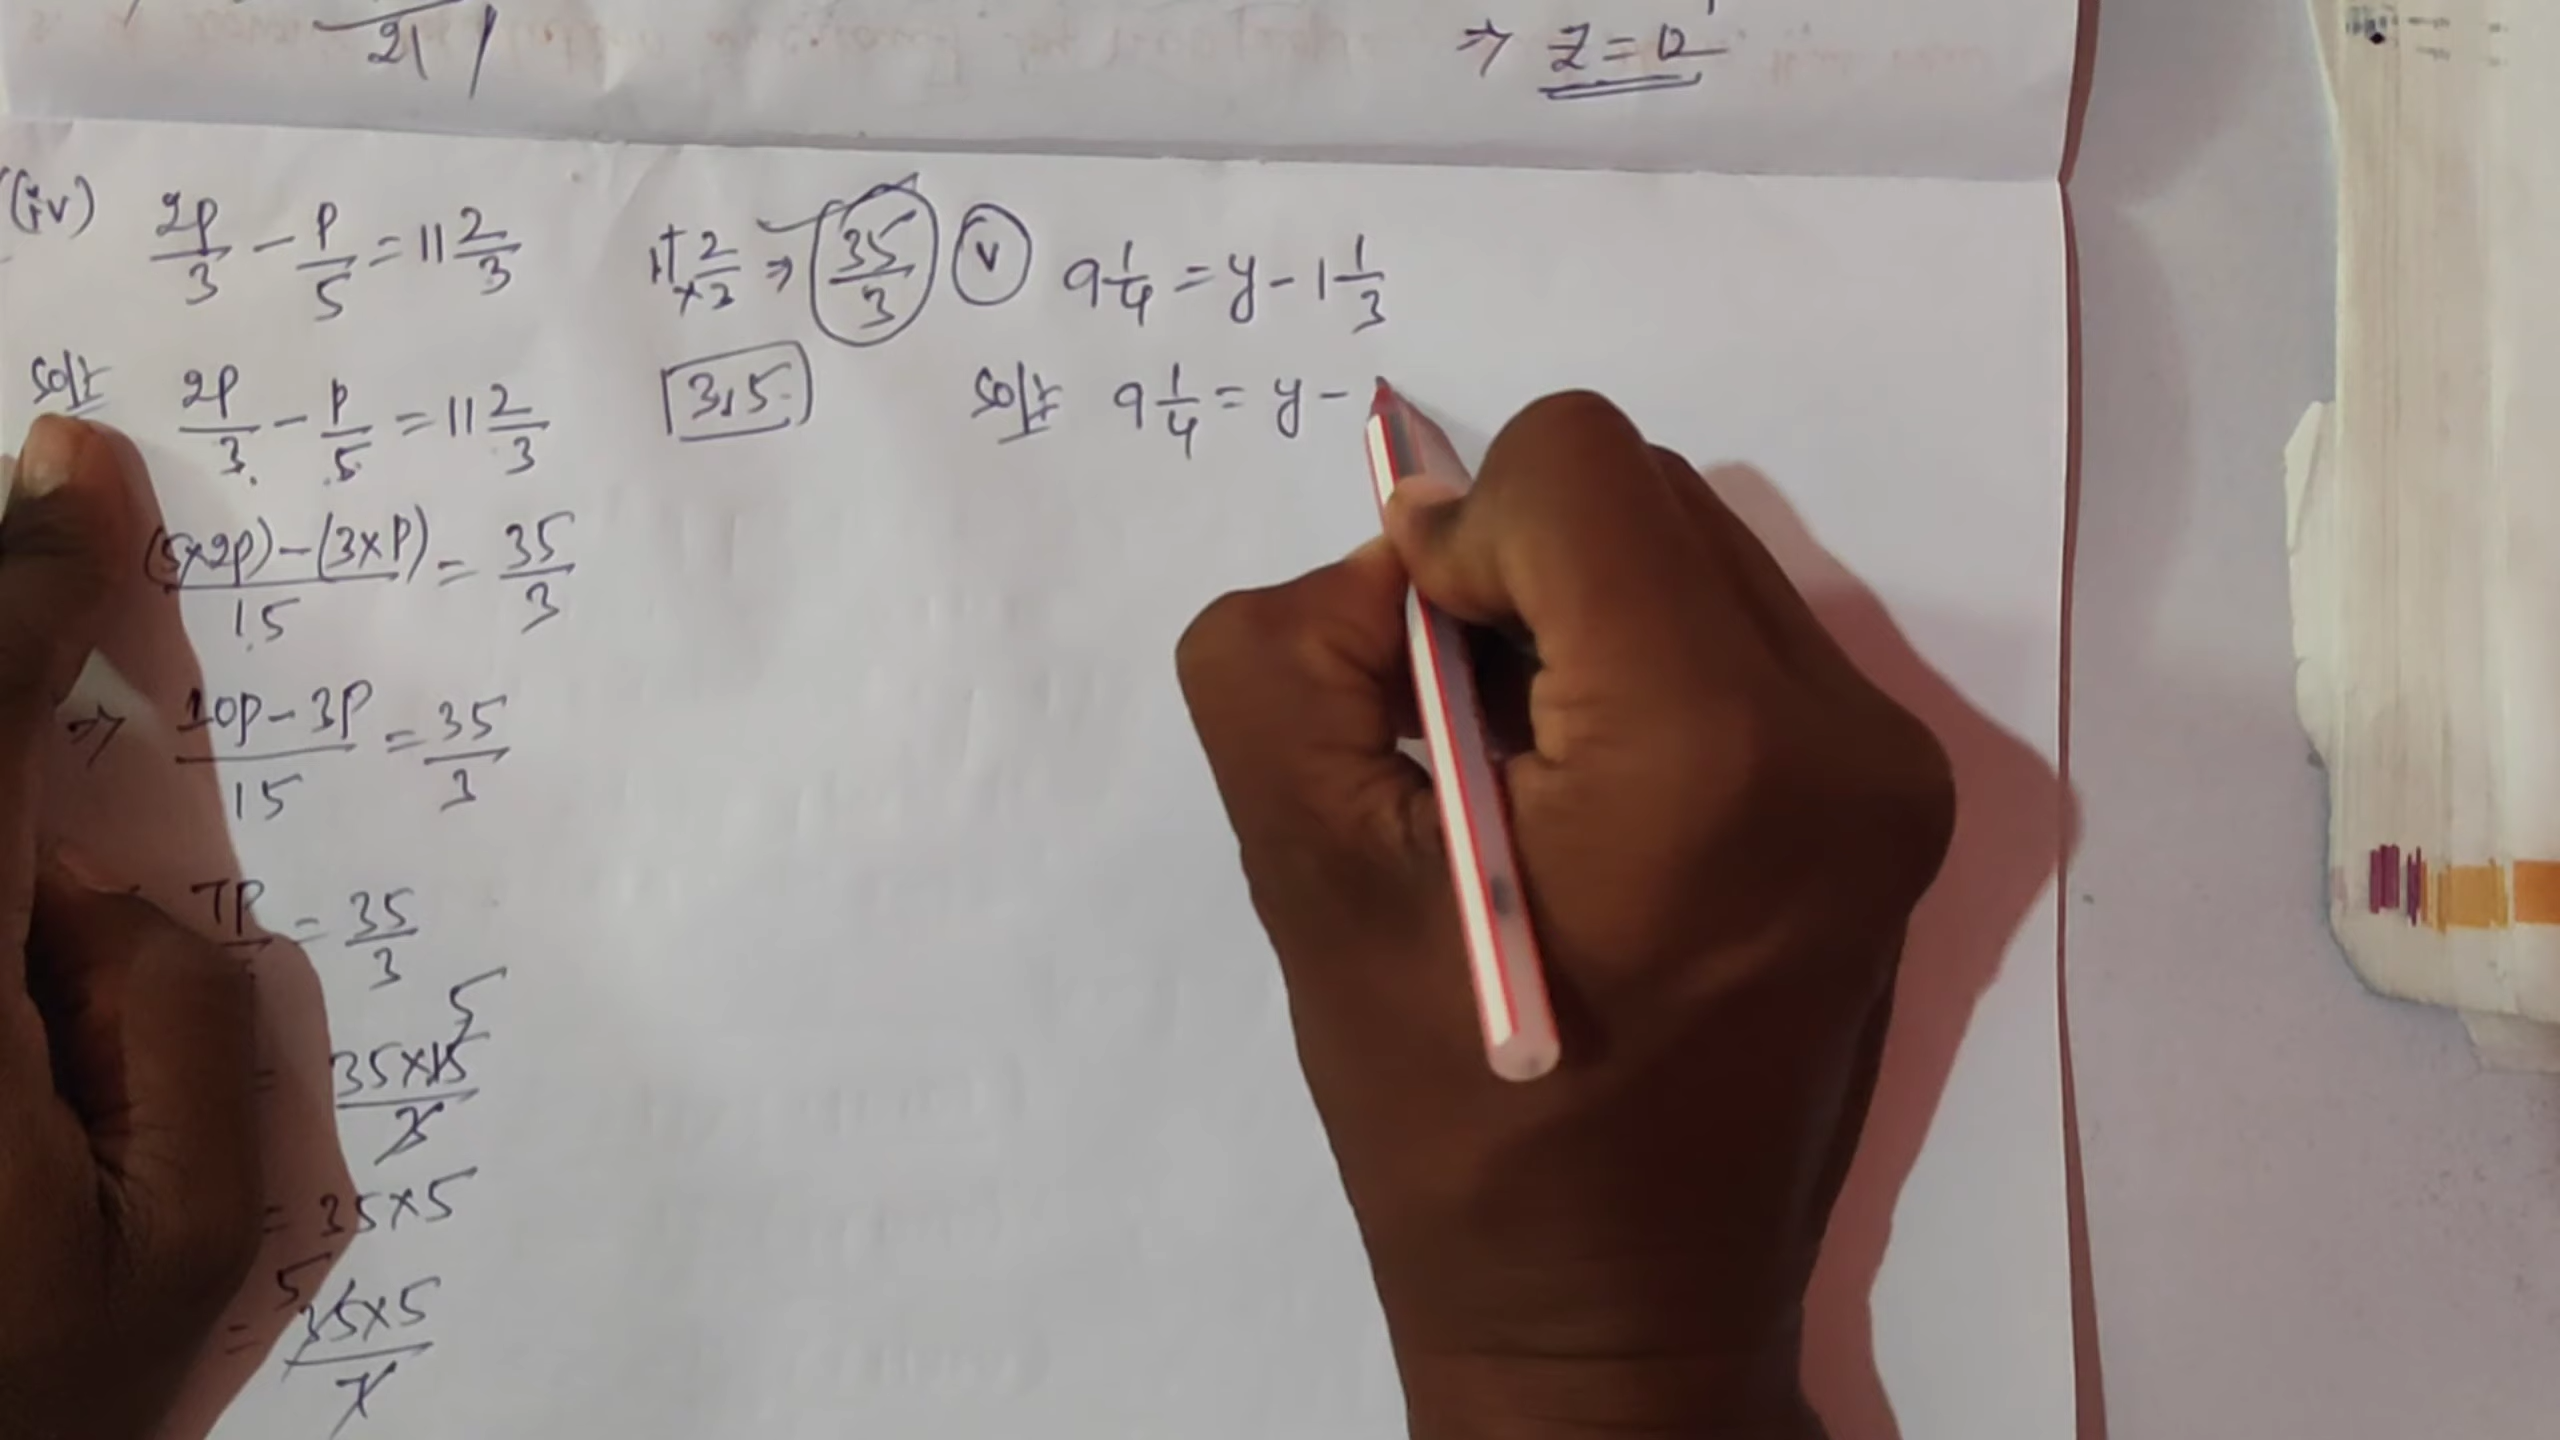 21
⇒ z = 12
(iv) 2p/3 - p/5 = 11 2/3
11 2/3 ⇒ 35/3
Sol: 2p/3 - p/5 = 11 2/3
3,5
(5×2p)-(3×p)/15 = 35/3
⇒ 10p-3p/15 = 35/3
7p = 35/3
5
= 35×15/3
= 35×5
5
= 35×5/7
(v) 9 1/4 = y - 1 1/3
Sol: 9 1/4 = y -